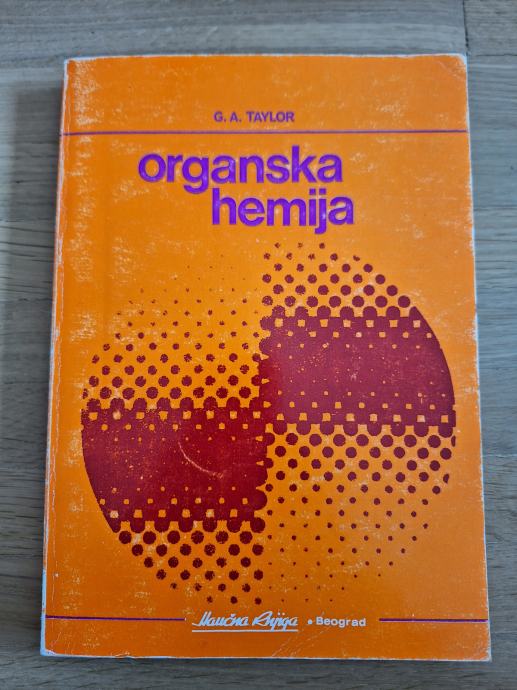 G. A. TAYLOR
organska
hemija
Naučna Knjiga • Beograd